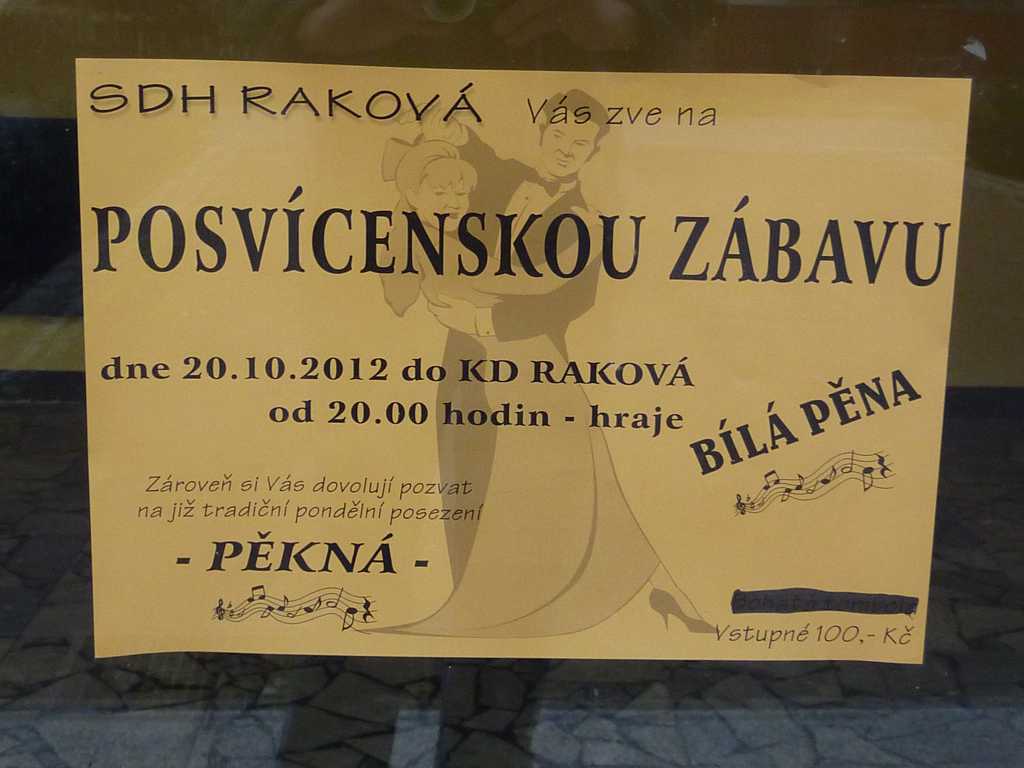 SDH RAKOVÁ Vás zve na
POSVÍCENSKOU ZÁBAVU
dne 20.10.2012 do KD RAKOVÁ
od 20.00 hodin - hraje
BÍLÁ PĚNA
Zároveň si Vás dovolují pozvat
na již tradiční pondělní posezení
- PĚKNÁ -
Vstupné 100,- Kč